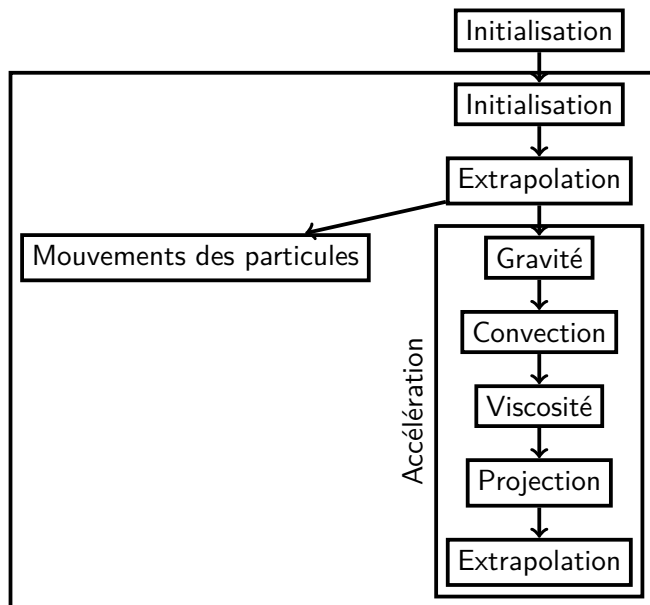 Initialisation
Initialisation
Extrapolation
Mouvements des particules
Gravité
Convection
Accélération
Viscosité
Projection
Extrapolation